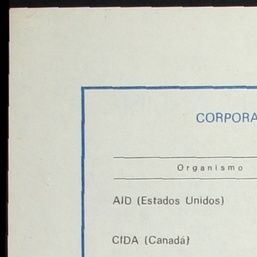 CORPORA
Organismo
AID (Estados Unidos)
CIDA (Canadá)